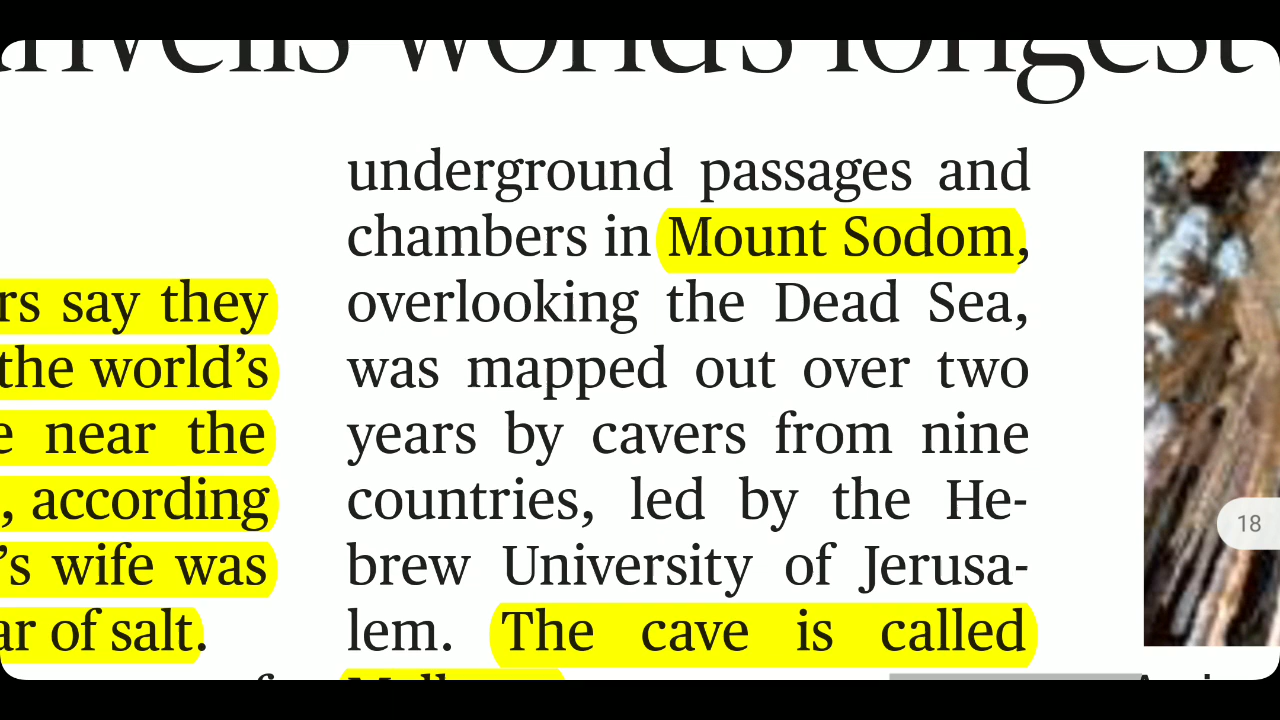 world's longest
rs say they
the world's
e near the
, according
's wife was
ar of salt.
underground passages and
chambers in Mount Sodom,
overlooking the Dead Sea,
was mapped out over two
years by cavers from nine
countries, led by the He-
brew University of Jerusa-
lem. The cave is called
18